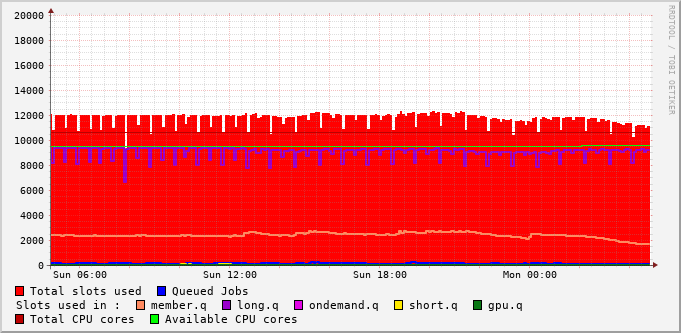 RRDTOOL / TOBI OETIKER
20000
18000
16000
14000
12000
10000
8000
6000
4000
2000
0
Sun 06:00 Sun 12:00 Sun 18:00 Mon 00:00
Total slots used Queued Jobs
Slots used in : member.q long.q ondemand.q short.q gpu.q
Total CPU cores Available CPU cores